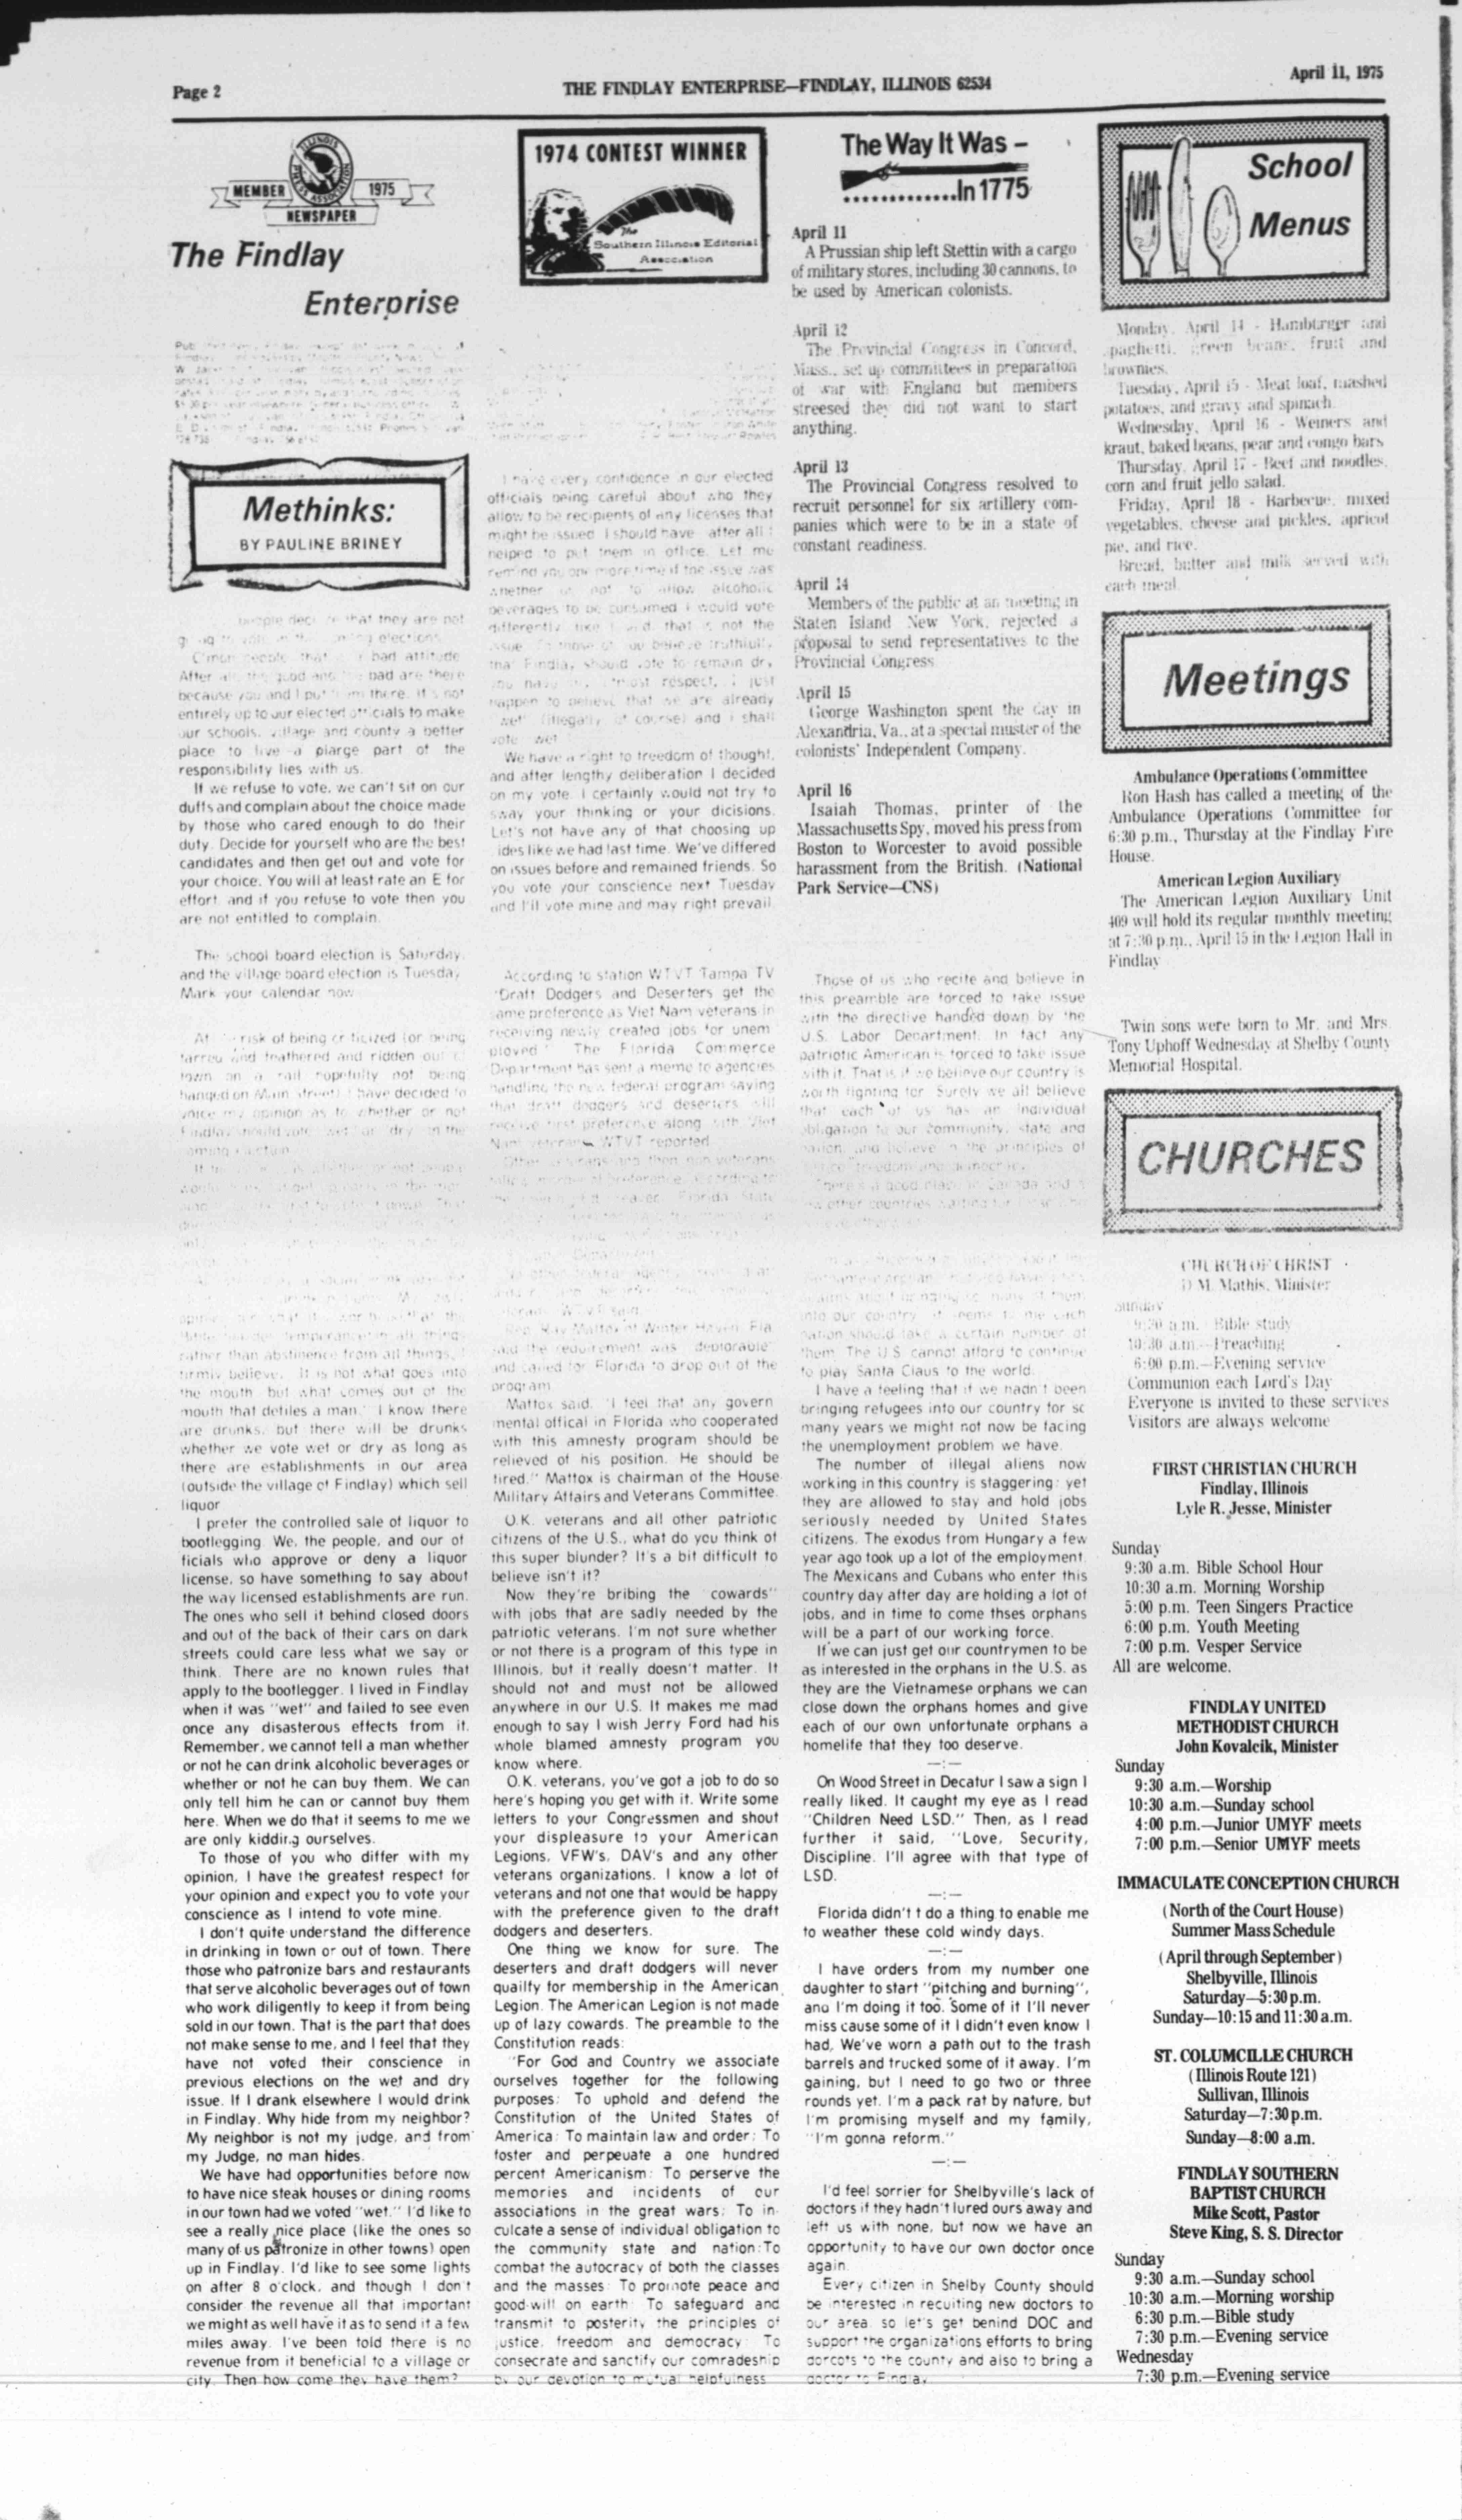 Page 2
THE FINDLAY ENTERPRISE—FINDLAY, ILLINOIS 62534
April 11, 1975
ILLINOIS
PRESS ASSOCIATION
MEMBER
1975
NEWSPAPER
The Findlay
Enterprise
Methinks:
BY PAULINE BRINEY
that they are not
elections.
C'mon people, that bad attitude.
After all, the good and the bad are there
because you and I put them there. It's not
entirely up to our elected officials to make
our schools, village and county a better
place to live - a plarge part of the
responsibility lies with us.
If we refuse to vote, we can't sit on our
duffs and complain about the choice made
by those who cared enough to do their
duty. Decide for yourself who are the best
candidates and then get out and vote for
your choice. You will at least rate an E for
effort and if you refuse to vote then you
are not entitled to complain.
The school board election is Saturday.
and the village board election is Tuesday.
Mark your calendar now.
At risk of being criticized (or being
tarred and feathered and ridden out of
town on a rail hopefully not being
hanged on Main street) I have decided to
voice my opinion as to whether or not
Findlay should vote wet or dry in the
temperance in all things
rather than abstinence from all things, I
firmly believe. It is not what goes into
the mouth but what comes out of the
mouth that defiles a man." I know there
are drunks, but there will be drunks
whether we vote wet or dry as long as
there are establishments in our area
(outside the village of Findlay) which sell
liquor
I prefer the controlled sale of liquor to
bootlegging. We, the people, and our of
ficials who approve or deny a liquor
license, so have something to say about
the way licensed establishments are run.
The ones who sell it behind closed doors
and out of the back of their cars on dark
streets could care less what we say or
think. There are no known rules that
apply to the bootlegger. I lived in Findlay
when it was "wet" and failed to see even
once any disasterous effects from it.
Remember, we cannot tell a man whether
or not he can drink alcoholic beverages or
whether or not he can buy them. We can
only tell him he can or cannot buy them
here. When we do that it seems to me we
are only kidding ourselves.
To those of you who differ with my
opinion, I have the greatest respect for
your opinion and expect you to vote your
conscience as I intend to vote mine.
I don't quite understand the difference
in drinking in town or out of town. There
those who patronize bars and restaurants
that serve alcoholic beverages out of town
who work diligently to keep it from being
sold in our town. That is the part that does
not make sense to me, and I feel that they
have not voted their conscience in
previous elections on the wet and dry
issue. If I drank elsewhere I would drink
in Findlay. Why hide from my neighbor?
My neighbor is not my judge, and from
my Judge, no man hides.
We have had opportunities before now
to have nice steak houses or dining rooms
in our town had we voted "wet." I'd like to
see a really nice place (like the ones so
many of us patronize in other towns) open
up in Findlay. I'd like to see some lights
on after 8 o'clock, and though I don't
consider the revenue all that important
we might as well have it as to send it a few
miles away. I've been told there is no
revenue from it beneficial to a village or
city. Then how come they have them?
1974 CONTEST WINNER
The
Southern Illinois Editorial
Association
I have every confidence in our elected
officials being careful about who they
allow to be recipients of any licenses that
might be issued. I should have after all I
helped to put them in office. Let me
remind you one more time if the issue was
whether or not to allow alcoholic
beverages to be consumed I would vote
differently, like I said, that is not the
issue. To those of you believe truthfully
that Findlay should vote to remain dry
you have my utmost respect, I just
happen to believe that we are already
"wet" (illegally of course) and I shall
vote wet
We have a right to freedom of thought,
and after lengthy deliberation I decided
on my vote. I certainly would not try to
sway your thinking or your dicisions.
Let's not have any of that choosing up
ides like we had last time. We've differed
on issues before and remained friends. So
you vote your conscience next Tuesday
and I'll vote mine and may right prevail.
According to station WTVT Tampa TV
"Draft Dodgers and Deserters get the
same preference as Viet Nam veterans in
receiving newly created jobs for unem
ployed." The Florida Commerce
Department has sent a memo to agencies
handling the new federal program saying
that draft dodgers and deserters will
receive first preference along with Viet
Nam veterans WTVT reported.
Rep. Ray Mattox of Winter Haven, Fla.
said the requirement was "deplorable"
and called for Florida to drop out of the
program
Mattox said, "I feel that any govern
mental offical in Florida who cooperated
with this amnesty program should be
relieved of his position. He should be
fired." Mattox is chairman of the House
Military Affairs and Veterans Committee.
O.K. veterans and all other patriotic
citizens of the U.S., what do you think of
this super blunder? It's a bit difficult to
believe isn't it?
Now they're bribing the cowards"
with jobs that are sadly needed by the
patriotic veterans. I'm not sure whether
or not there is a program of this type in
Illinois, but it really doesn't matter. It
should not and must not be allowed
anywhere in our U.S. It makes me mad
enough to say I wish Jerry Ford had his
whole blamed amnesty program you
know where.
O.K. veterans, you've got a job to do so
here's hoping you get with it. Write some
letters to your Congressmen and shout
your displeasure to your American
Legions, VFW's, DAV's and any other
veterans organizations. I know a lot of
veterans and not one that would be happy
with the preference given to the draft
dodgers and deserters.
One thing we know for sure. The
deserters and draft dodgers will never
quailfy for membership in the American
Legion. The American Legion is not made
up of lazy cowards. The preamble to the
Constitution reads:
"For God and Country we associate
ourselves together for the following
purposes: To uphold and defend the
Constitution of the United States of
America: To maintain law and order: To
foster and perpeuate a one hundred
percent Americanism: To perserve the
memories and incidents of our
associations in the great wars: To in-
culcate a sense of individual obligation to
the community state and nation:To
combat the autocracy of both the classes
and the masses: To promote peace and
good-will on earth: To safeguard and
transmit to posterity the principles of
justice, freedom and democracy: To
consecrate and sanctify our comradeship
by our devotion to mutual helpfulness.
The Way It Was –
.............In 1775
April 11
A Prussian ship left Stettin with a cargo
of military stores, including 30 cannons, to
be used by American colonists.
April 12
The Provincial Congress in Concord,
Mass., set up committees in preparation
of war with England but members
streesed they did not want to start
anything.
April 13
The Provincial Congress resolved to
recruit personnel for six artillery com-
panies which were to be in a state of
constant readiness.
April 14
Members of the public at an meeting in
Staten Island New York, rejected a
proposal to send representatives to the
Provincial Congress.
April 15
George Washington spent the day in
Alexandria, Va., at a special muster of the
colonists' Independent Company.
April 16
Isaiah Thomas, printer of the
Massachusetts Spy, moved his press from
Boston to Worcester to avoid possible
harassment from the British. (National
Park Service—CNS)
Those of us who recite and believe in
this preamble are forced to take issue
with the directive handed down by the
U.S. Labor Department. In fact any
patriotic American is forced to take issue
with it. That is if we believe our country is
worth fighting for. Surely we all believe
that each of us has an individual
obligation to our community, state and
nation, and believe in the principles of
justice freedom and democracy.
into our country it seems to me each
nation should take a certain number of
them. The U.S. cannot afford to continue
to play Santa Claus to the world.
I have a feeling that if we hadn't been
bringing refugees into our country for so
many years we might not now be facing
the unemployment problem we have.
The number of illegal aliens now
working in this country is staggering: yet
they are allowed to stay and hold jobs
seriously needed by United States
citizens. The exodus from Hungary a few
year ago took up a lot of the employment.
The Mexicans and Cubans who enter this
country day after day are holding a lot of
jobs, and in time to come thses orphans
will be a part of our working force.
If we can just get our countrymen to be
as interested in the orphans in the U.S. as
they are the Vietnamese orphans we can
close down the orphans homes and give
each of our own unfortunate orphans a
homelife that they too deserve.
—:—
On Wood Street in Decatur I saw a sign I
really liked. It caught my eye as I read
"Children Need LSD." Then, as I read
further it said, "Love, Security,
Discipline. I'll agree with that type of
LSD.
—:—
Florida didn't t do a thing to enable me
to weather these cold windy days.
—:—
I have orders from my number one
daughter to start "pitching and burning",
and I'm doing it too. Some of it I'll never
miss cause some of it I didn't even know I
had. We've worn a path out to the trash
barrels and trucked some of it away. I'm
gaining, but I need to go two or three
rounds yet. I'm a pack rat by nature, but
I'm promising myself and my family,
"I'm gonna reform."
—:—
I'd feel sorrier for Shelbyville's lack of
doctors if they hadn't lured ours away and
left us with none, but now we have an
opportunity to have our own doctor once
again.
Every citizen in Shelby County should
be interested in recuiting new doctors to
our area, so let's get behind DOC and
support the organizations efforts to bring
dorcots to the county and also to bring a
doctor to Findlay.
School
Menus
Monday, April 14 - Hamburger and
spaghetti, green beans, fruit and
brownies.
Tuesday, April 15 - Meat loaf, mashed
potatoes, and gravy and spinach.
Wednesday, April 16 - Weiners and
kraut, baked beans, pear and congo bars
Thursday, April 17 - Beef and noodles,
corn and fruit jello salad.
Friday, April 18 - Barbecue, mixed
vegetables, cheese and pickles, apricot
pie, and rice.
Bread, butter and milk served with
each meal.
Meetings
Ambulance Operations Committee
Ron Hash has called a meeting of the
Ambulance Operations Committee for
6:30 p.m., Thursday at the Findlay Fire
House.
American Legion Auxiliary
The American Legion Auxiliary Unit
409 will hold its regular monthly meeting
at 7:30 p.m., April 15 in the Legion Hall in
Findlay
Twin sons were born to Mr. and Mrs.
Tony Uphoff Wednesday at Shelby County
Memorial Hospital.
CHURCHES
CHURCH OF CHRIST
D.M. Mathis, Minister
Sunday
9:30 a.m. - Bible study
10:30 a.m.—Preaching
6:00 p.m.—Evening service
Communion each Lord's Day
Everyone is invited to these services
Visitors are always welcome
FIRST CHRISTIAN CHURCH
Findlay, Illinois
Lyle R. Jesse, Minister
Sunday
9:30 a.m. Bible School Hour
10:30 a.m. Morning Worship
5:00 p.m. Teen Singers Practice
6:00 p.m. Youth Meeting
7:00 p.m. Vesper Service
All are welcome.
FINDLAY UNITED
METHODIST CHURCH
John Kovalcik, Minister
Sunday
9:30 a.m.—Worship
10:30 a.m.—Sunday school
4:00 p.m.—Junior UMYF meets
7:00 p.m.—Senior UMYF meets
IMMACULATE CONCEPTION CHURCH
(North of the Court House)
Summer Mass Schedule
(April through September)
Shelbyville, Illinois
Saturday—5:30 p.m.
Sunday—10:15 and 11:30 a.m.
ST. COLUMCILLE CHURCH
(Illinois Route 121)
Sullivan, Illinois
Saturday—7:30 p.m.
Sunday—8:00 a.m.
FINDLAY SOUTHERN
BAPTIST CHURCH
Mike Scott, Pastor
Steve King, S. S. Director
Sunday
9:30 a.m.—Sunday school
10:30 a.m.—Morning worship
6:30 p.m.—Bible study
7:30 p.m.—Evening service
Wednesday
7:30 p.m.—Evening service